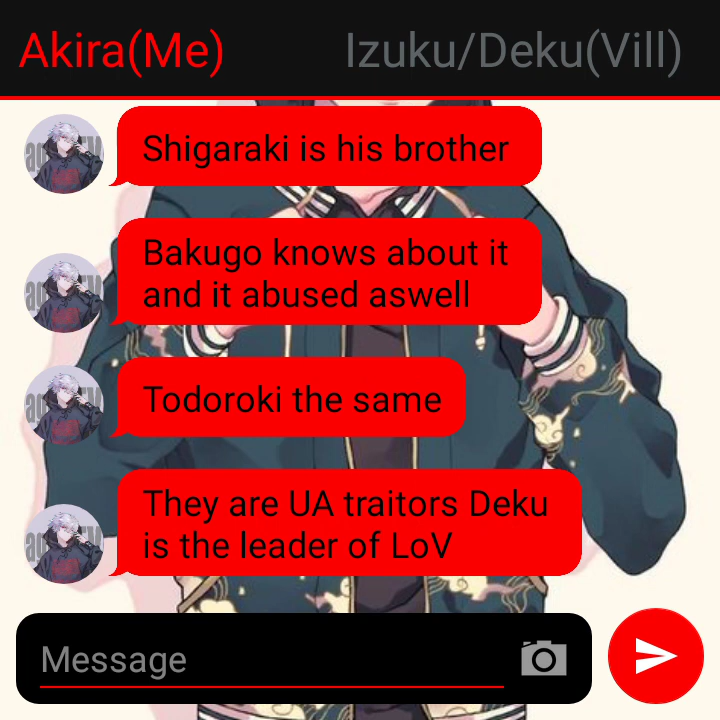 Akira(Me)
Izuku/Deku(Vill)
Shigaraki is his brother
Bakugo knows about it
and it abused aswell
Todoroki the same
They are UA traitors Deku
is the leader of LoV
Message